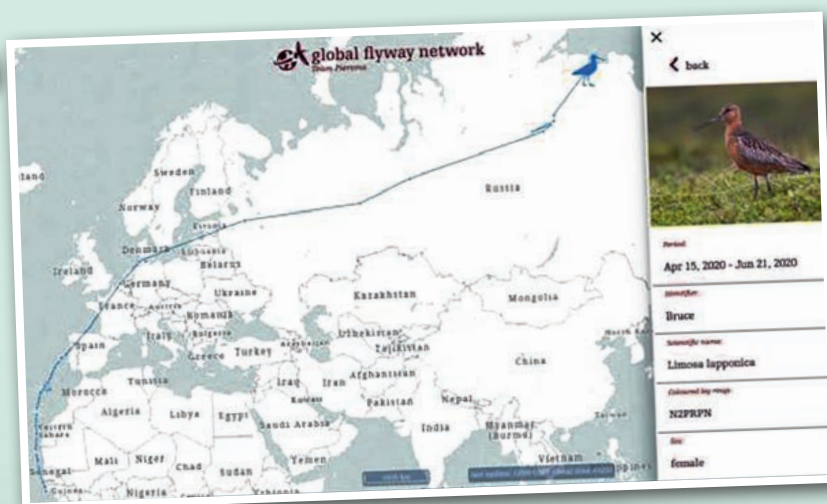 global flyway network
Team Piersma
back
Sweden
Finland
Norway
Russia
Estonia
Denmark
Lithuania
Ireland
Belarus
Germany
Ukraine
France
Austria
Kazakhstan
Mongolia
Romania
Italy
Bulgaria
Uzbekistan
Spain
Greece
Turkey
Azerbaijan
Tajikistan
China
Tunisia
Morocco
Iraq
Iran
Afghanistan
Algeria
Libya
Egypt
Kuwait
Pakistan
Nepal
Western
Sahara
Saudi Arabia
India
Myanmar
(Burma)
Taiwan
Mali
Niger
Chad
Sudan
Yemen
Vietnam
Senegal
Guinea
Nigeria
Period:
Apr 15, 2020 - Jun 21, 2020
Identifier:
Bruce
Scientific name:
Limosa lapponica
Coloured leg rings:
N2PRPN
Sex:
female